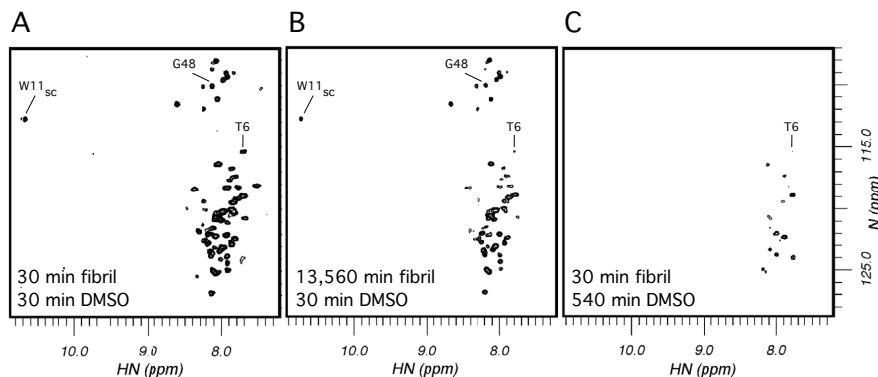 A
B
C
G48
G48
W11sc
W11sc
T6
T6
T6
115.0
N (ppm)
125.0
30 min fibril
30 min DMSO
13,560 min fibril
30 min DMSO
30 min fibril
540 min DMSO
10.0 9.0 8.0
10.0 9.0 8.0
10.0 9.0 8.0
HN (ppm)
HN (ppm)
HN (ppm)